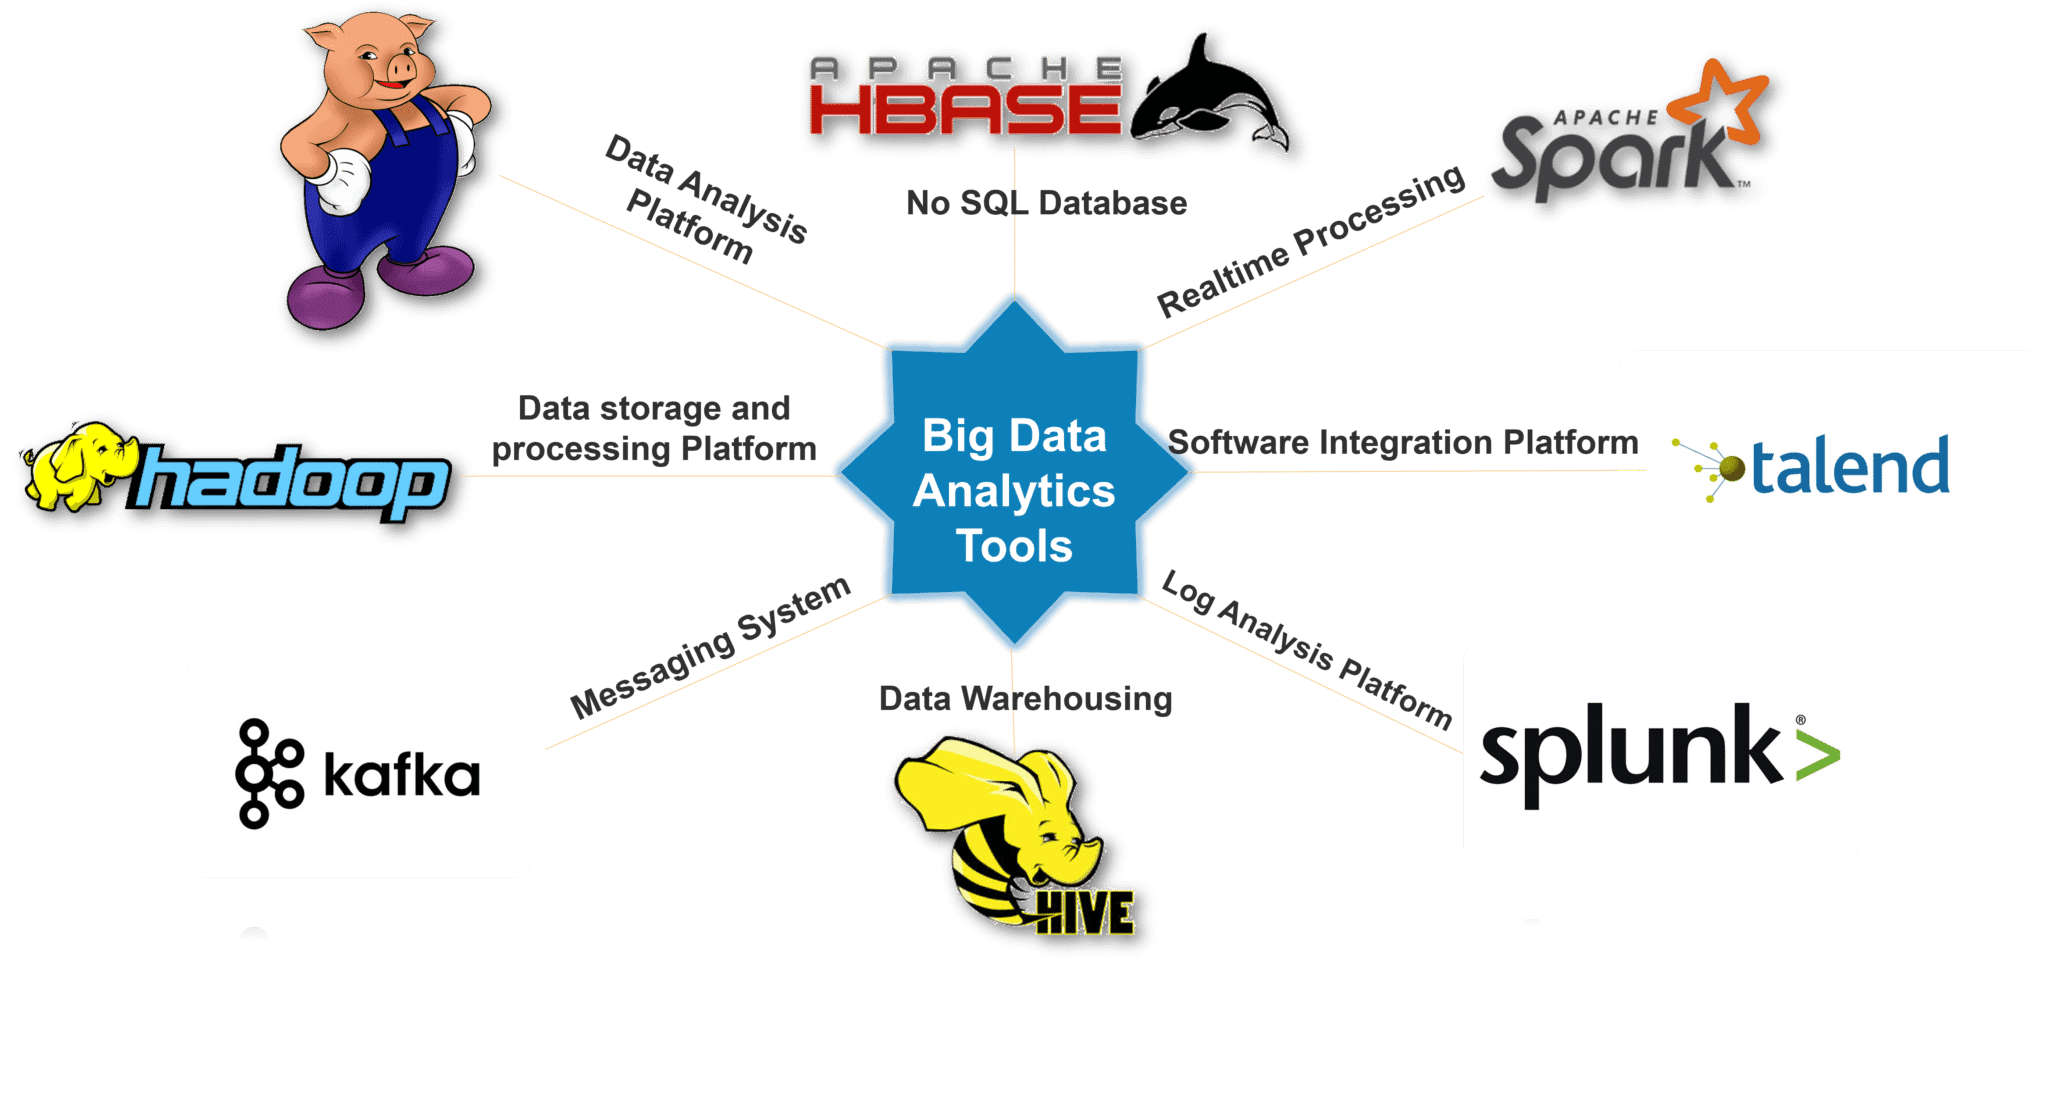 APACHE
HBASE
APACHE
Spark™
Data Analysis
Platform
No SQL Database
Realtime Processing
Data storage and
processing Platform
hadoop
Big Data
Analytics
Tools
Software Integration Platform
talend
Messaging System
kafka
Data Warehousing
HIVE
Log Analysis Platform
splunk>®